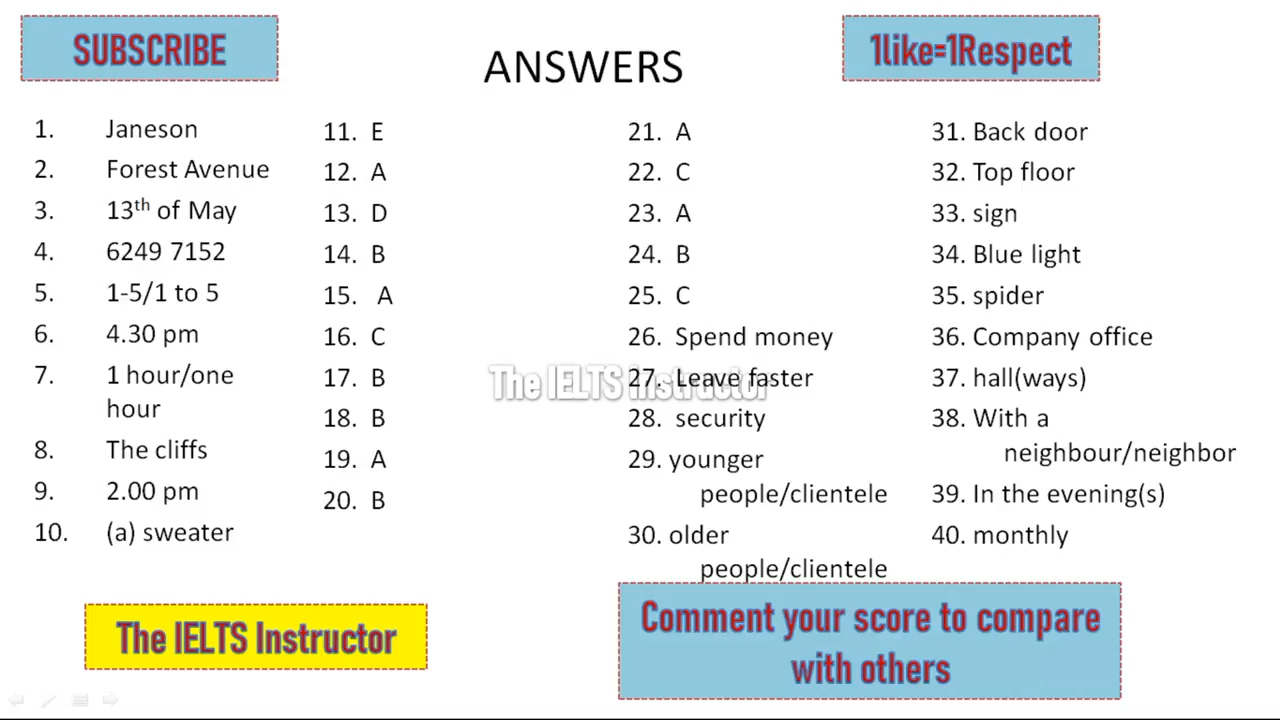 SUBSCRIBE
ANSWERS
1like=1Respect
1. Janeson
2. Forest Avenue
3. 13th of May
4. 6249 7152
5. 1-5/1 to 5
6. 4.30 pm
7. 1 hour/one
hour
8. The cliffs
9. 2.00 pm
10. (a) sweater
11. E
12. A
13. D
14. B
15. A
16. C
17. B
18. B
19. A
20. B
21. A
22. C
23. A
24. B
25. C
26. Spend money
27. Leave faster
28. security
29. younger
people/clientele
30. older
people/clientele
31. Back door
32. Top floor
33. sign
34. Blue light
35. spider
36. Company office
37. hall(ways)
38. With a
neighbour/neighbor
39. In the evening(s)
40. monthly
The IELTS Instructor
The IELTS Instructor
Comment your score to compare
with others